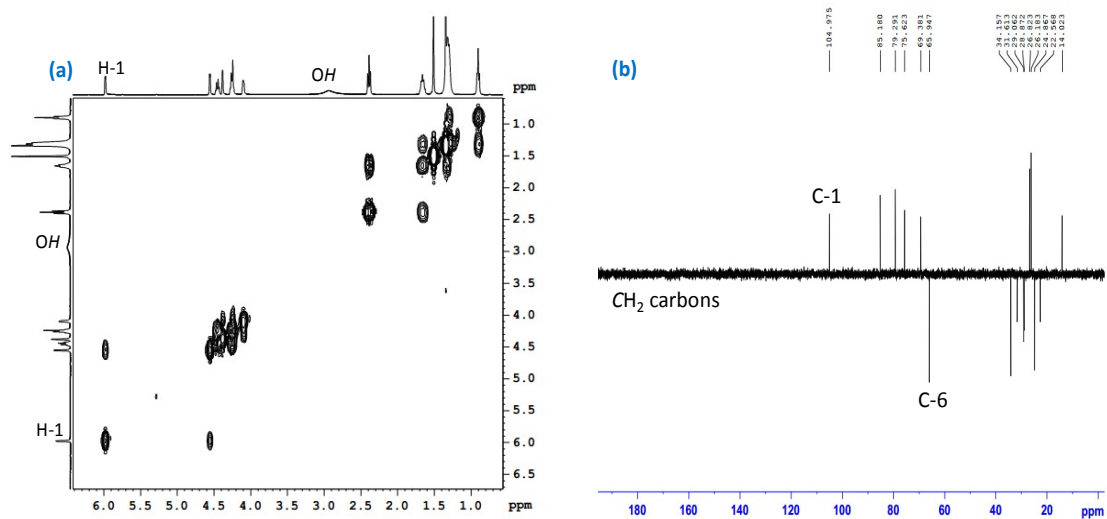 (a)
H-1
OH
ppm
1.0
1.5
2.0
2.5
3.0
3.5
4.0
4.5
5.0
5.5
6.0
6.5
OH
H-1
6.0 5.5 5.0 4.5 4.0 3.5 3.0 2.5 2.0 1.5 1.0 ppm
(b)
104.975
85.180
79.291
75.623
69.381
65.947
34.157
31.613
29.062
28.872
26.823
26.183
24.867
22.568
14.023
C-1
CH₂ carbons
C-6
180 160 140 120 100 80 60 40 20 ppm